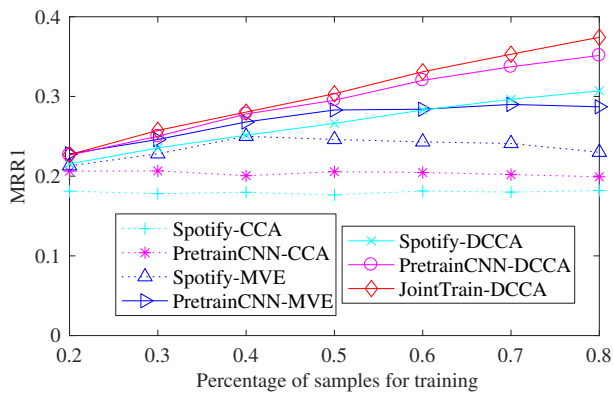 0.4
0.3
0.2
0.1
0
MRR1
Spotify-CCA
PretrainCNN-CCA
Spotify-MVE
PretrainCNN-MVE
Spotify-DCCA
PretrainCNN-DCCA
JointTrain-DCCA
0.2 0.3 0.4 0.5 0.6 0.7 0.8
Percentage of samples for training